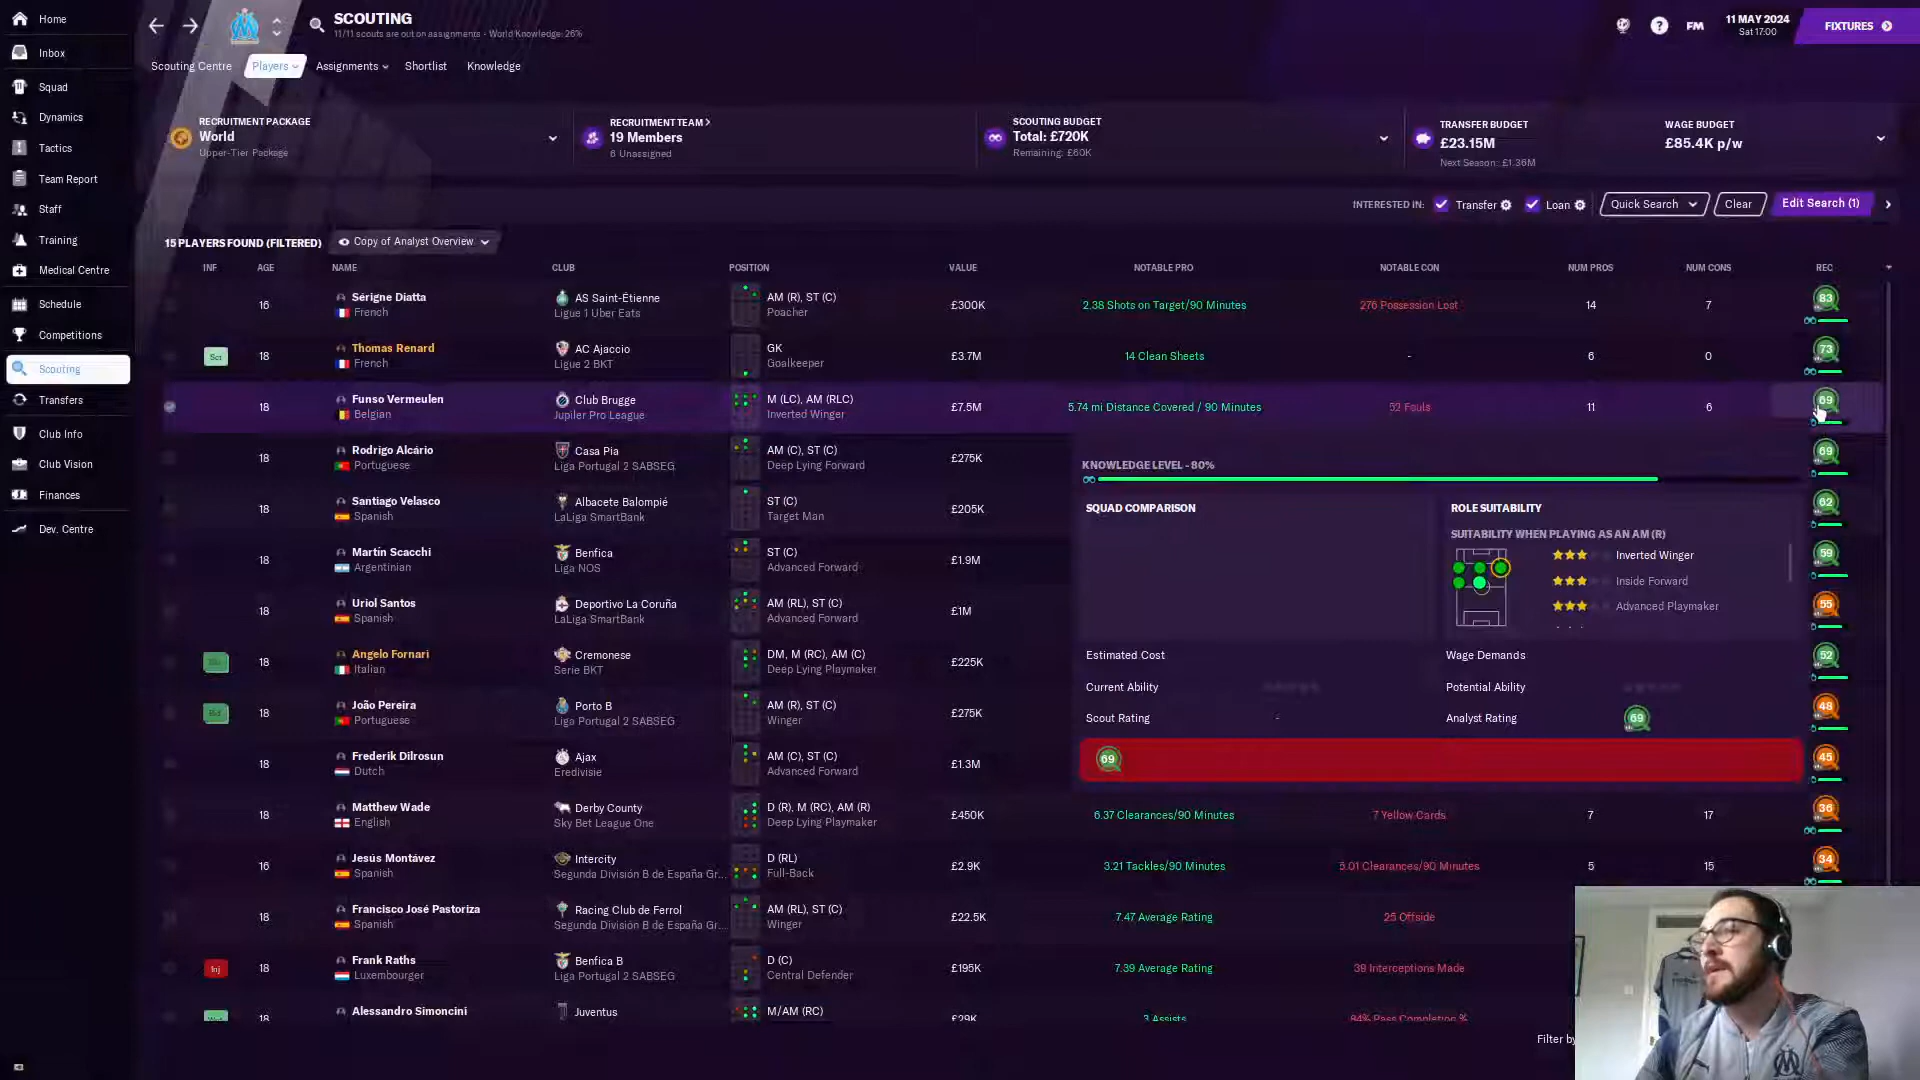 Home
SCOUTING
11/11 scouts are out on assignments - World Knowledge: 26%
11 MAY 2024
Sat 17:00
FM
FIXTURES
Inbox
Scouting Centre
Players
Assignments
Shortlist
Knowledge
Squad
Dynamics
Tactics
Team Report
Staff
Training
Medical Centre
Schedule
Competitions
Scouting
Transfers
Club Info
Club Vision
Finances
Dev. Centre
RECRUITMENT PACKAGE
World
Upper-Tier Package
RECRUITMENT TEAM >
19 Members
6 Unassigned
SCOUTING BUDGET
Total: £720K
Remaining: £60K
TRANSFER BUDGET
£23.15M
Next Season: £1.36M
WAGE BUDGET
£85.4K p/w
INTERESTED IN:
Transfer
Loan
Quick Search
Clear
Edit Search (1)
15 PLAYERS FOUND (FILTERED)
Copy of Analyst Overview
INF AGE NAME CLUB POSITION VALUE NOTABLE PRO NOTABLE CON NUM PROS NUM CONS REC
16 Sérigne Diatta AS Saint-Étienne AM (R), ST (C) £300K 2.38 Shots on Target/90 Minutes 276 Possession Lost 14 7 83
French Ligue 1 Uber Eats Poacher
Sct 18 Thomas Renard AC Ajaccio GK £3.7M 14 Clean Sheets - 6 0 73
French Ligue 2 BKT Goalkeeper
18 Funso Vermeulen Club Brugge M (LC), AM (RLC) £7.5M 5.74 mi Distance Covered / 90 Minutes 52 Fouls 11 6 69
Belgian Jupiler Pro League Inverted Winger
18 Rodrigo Alcário Casa Pia AM (C), ST (C) £275K 69
Portuguese Liga Portugal 2 SABSEG Deep Lying Forward
18 Santiago Velasco Albacete Balompié ST (C) £205K 62
Spanish LaLiga SmartBank Target Man
18 Martín Scacchi Benfica ST (C) £1.9M 59
Argentinian Liga NOS Advanced Forward
18 Uriol Santos Deportivo La Coruña AM (RL), ST (C) £1M 55
Spanish LaLiga SmartBank Advanced Forward
18 Angelo Fornari Cremonese DM, M (RC), AM (C) £225K 52
Italian Serie BKT Deep Lying Playmaker
18 João Pereira Porto B AM (R), ST (C) £275K 48
Portuguese Liga Portugal 2 SABSEG Winger
18 Frederik Dilrosun Ajax AM (C), ST (C) £1.3M 45
Dutch Eredivisie Advanced Forward
18 Matthew Wade Derby County D (R), M (RC), AM (R) £450K 6.37 Clearances/90 Minutes 7 Yellow Cards 7 17 36
English Sky Bet League One Deep Lying Playmaker
16 Jesús Montávez Intercity D (RL) £2.9K 3.21 Tackles/90 Minutes 5.01 Clearances/90 Minutes 5 15 34
Spanish Segunda División B de España Gr... Full-Back
18 Francisco José Pastoriza Racing Club de Ferrol AM (RL), ST (C) £22.5K 7.47 Average Rating 25 Offside
Spanish Segunda División B de España Gr... Winger
Inj 18 Frank Raths Benfica B D (C) £195K 7.39 Average Rating 39 Interceptions Made
Luxembourger Liga Portugal 2 SABSEG Central Defender
18 Alessandro Simoncini Juventus M/AM (RC) £29K 3 Assists 84% Pass Completion %
KNOWLEDGE LEVEL - 80%
SQUAD COMPARISON
ROLE SUITABILITY
SUITABILITY WHEN PLAYING AS AN AM (R)
Inverted Winger
Inside Forward
Advanced Playmaker
Estimated Cost
Wage Demands
Current Ability
Potential Ability
Scout Rating -
Analyst Rating 69
69
Filter by